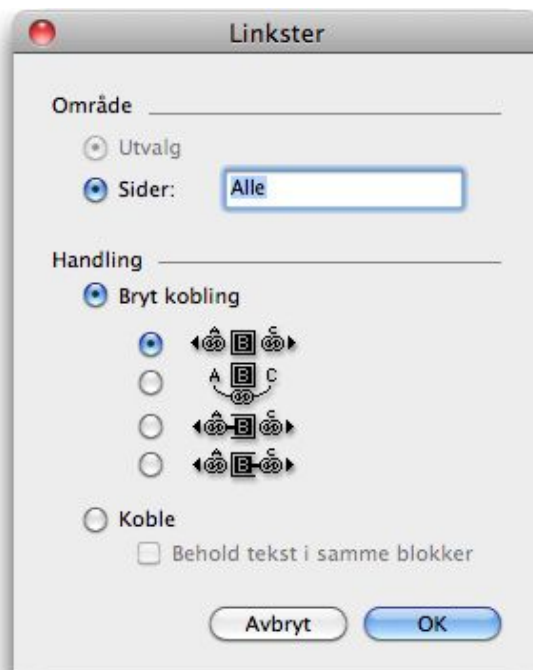 Linkster
Område
Utvalg
Sider: Alle
Handling
Bryt kobling
A B C
A B C
A B C
A B C
Koble
Behold tekst i samme blokker
Avbryt OK